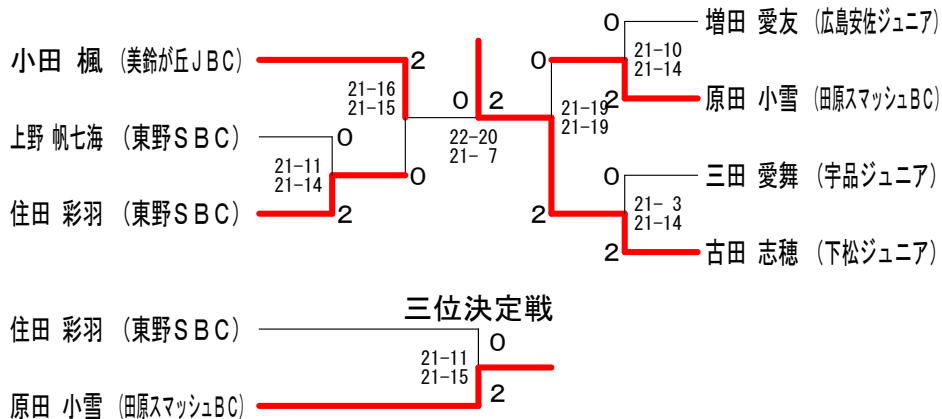 小田 楓 (美鈴が丘JBC)
2
21-16
21-15
上野 帆七海 (東野SBC)
0
21-11
21-14
0
住田 彩羽 (東野SBC)
2
0 2
22-20
21- 7
0
増田 愛友 (広島安佐ジュニア)
0
21-10
21-14
2
原田 小雪 (田原スマッシュBC)
21-19
21-19
三田 愛舞 (宇品ジュニア)
0
21- 3
21-14
2
2
古田 志穂 (下松ジュニア)
三位決定戦
住田 彩羽 (東野SBC)
0
21-11
21-15
2
原田 小雪 (田原スマッシュBC)